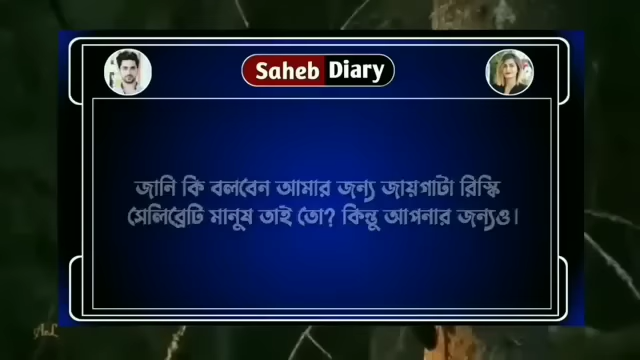 Saheb Diary
জানি কি বলবেন আমার জন্য জায়গাটা রিস্কি
সেলিব্রেটি মানুষ তাই তো? কিন্তু আপনার জন্যও।
A.L